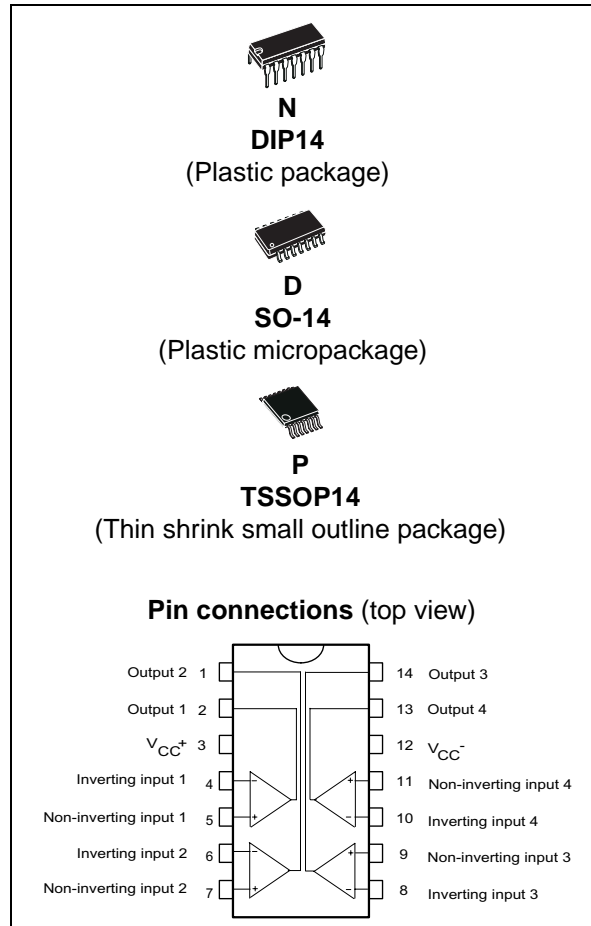 N
DIP14
(Plastic package)
D
SO-14
(Plastic micropackage)
P
TSSOP14
(Thin shrink small outline package)
Pin connections (top view)
Output 2 1 14 Output 3
Output 1 2 13 Output 4
VCC+ 3 12 VCC-
Inverting input 1 4 - + 11 Non-inverting input 4
Non-inverting input 1 5 + - 10 Inverting input 4
Inverting input 2 6 - + 9 Non-inverting input 3
Non-inverting input 2 7 + - 8 Inverting input 3